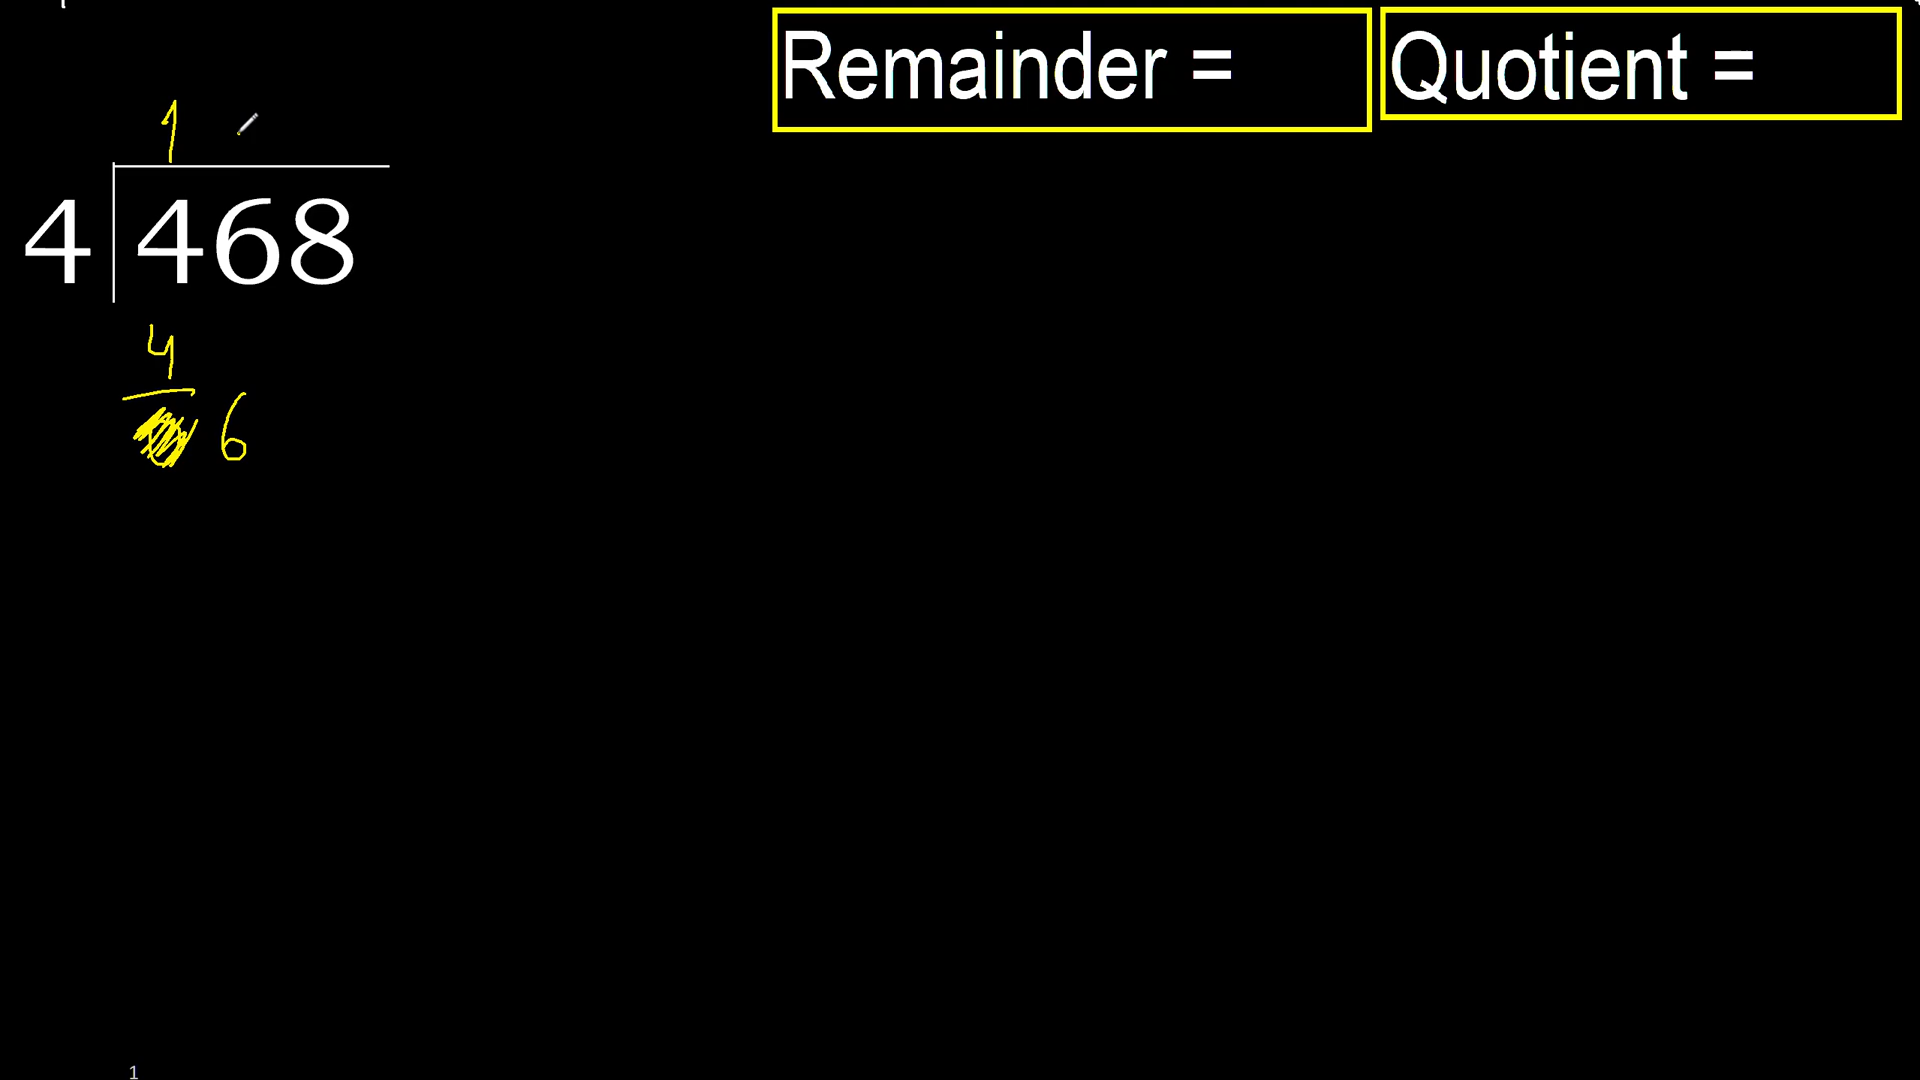 Remainder =
Quotient =
1
4 468
4
6
1